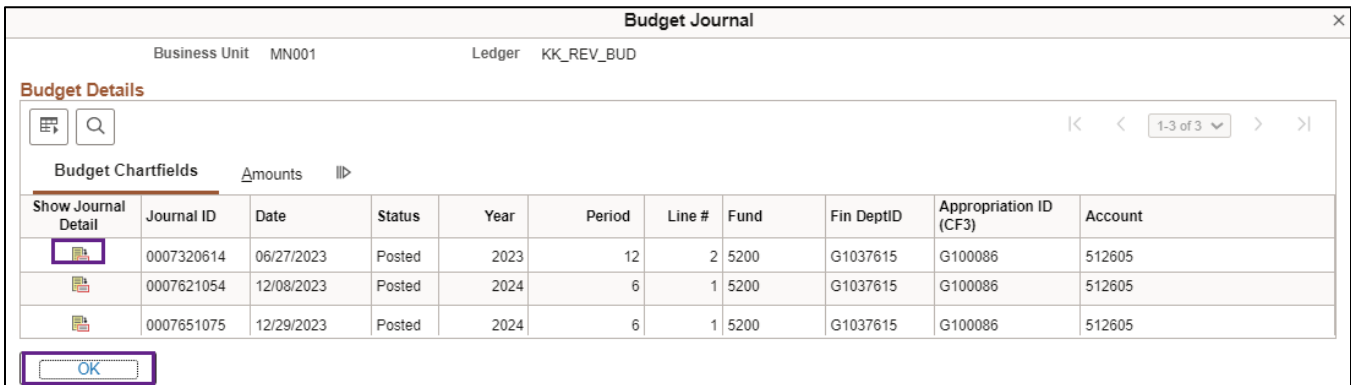 Budget Journal
Business Unit MN001 Ledger KK_REV_BUD
Budget Details
1-3 of 3
Budget Chartfields Amounts
Show Journal Detail Journal ID Date Status Year Period Line # Fund Fin DeptID Appropriation ID (CF3) Account
0007320614 06/27/2023 Posted 2023 12 2 5200 G1037615 G100086 512605
0007621054 12/08/2023 Posted 2024 6 1 5200 G1037615 G100086 512605
0007651075 12/29/2023 Posted 2024 6 1 5200 G1037615 G100086 512605
OK